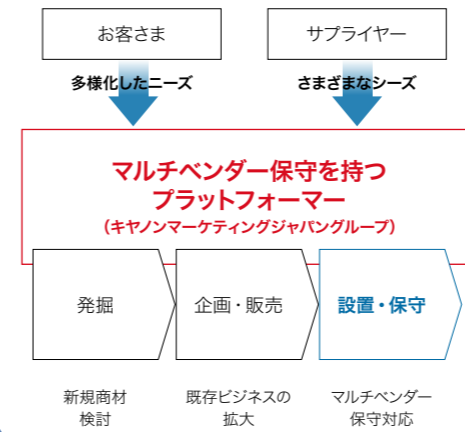 お客さま
サプライヤー
多様化したニーズ
さまざまなシーズ
マルチベンダー保守を持つ
プラットフォーマー
(キヤノンマーケティングジャパングループ)
発掘
企画・販売
設置・保守
新規商材
検討
既存ビジネスの
拡大
マルチベンダー
保守対応